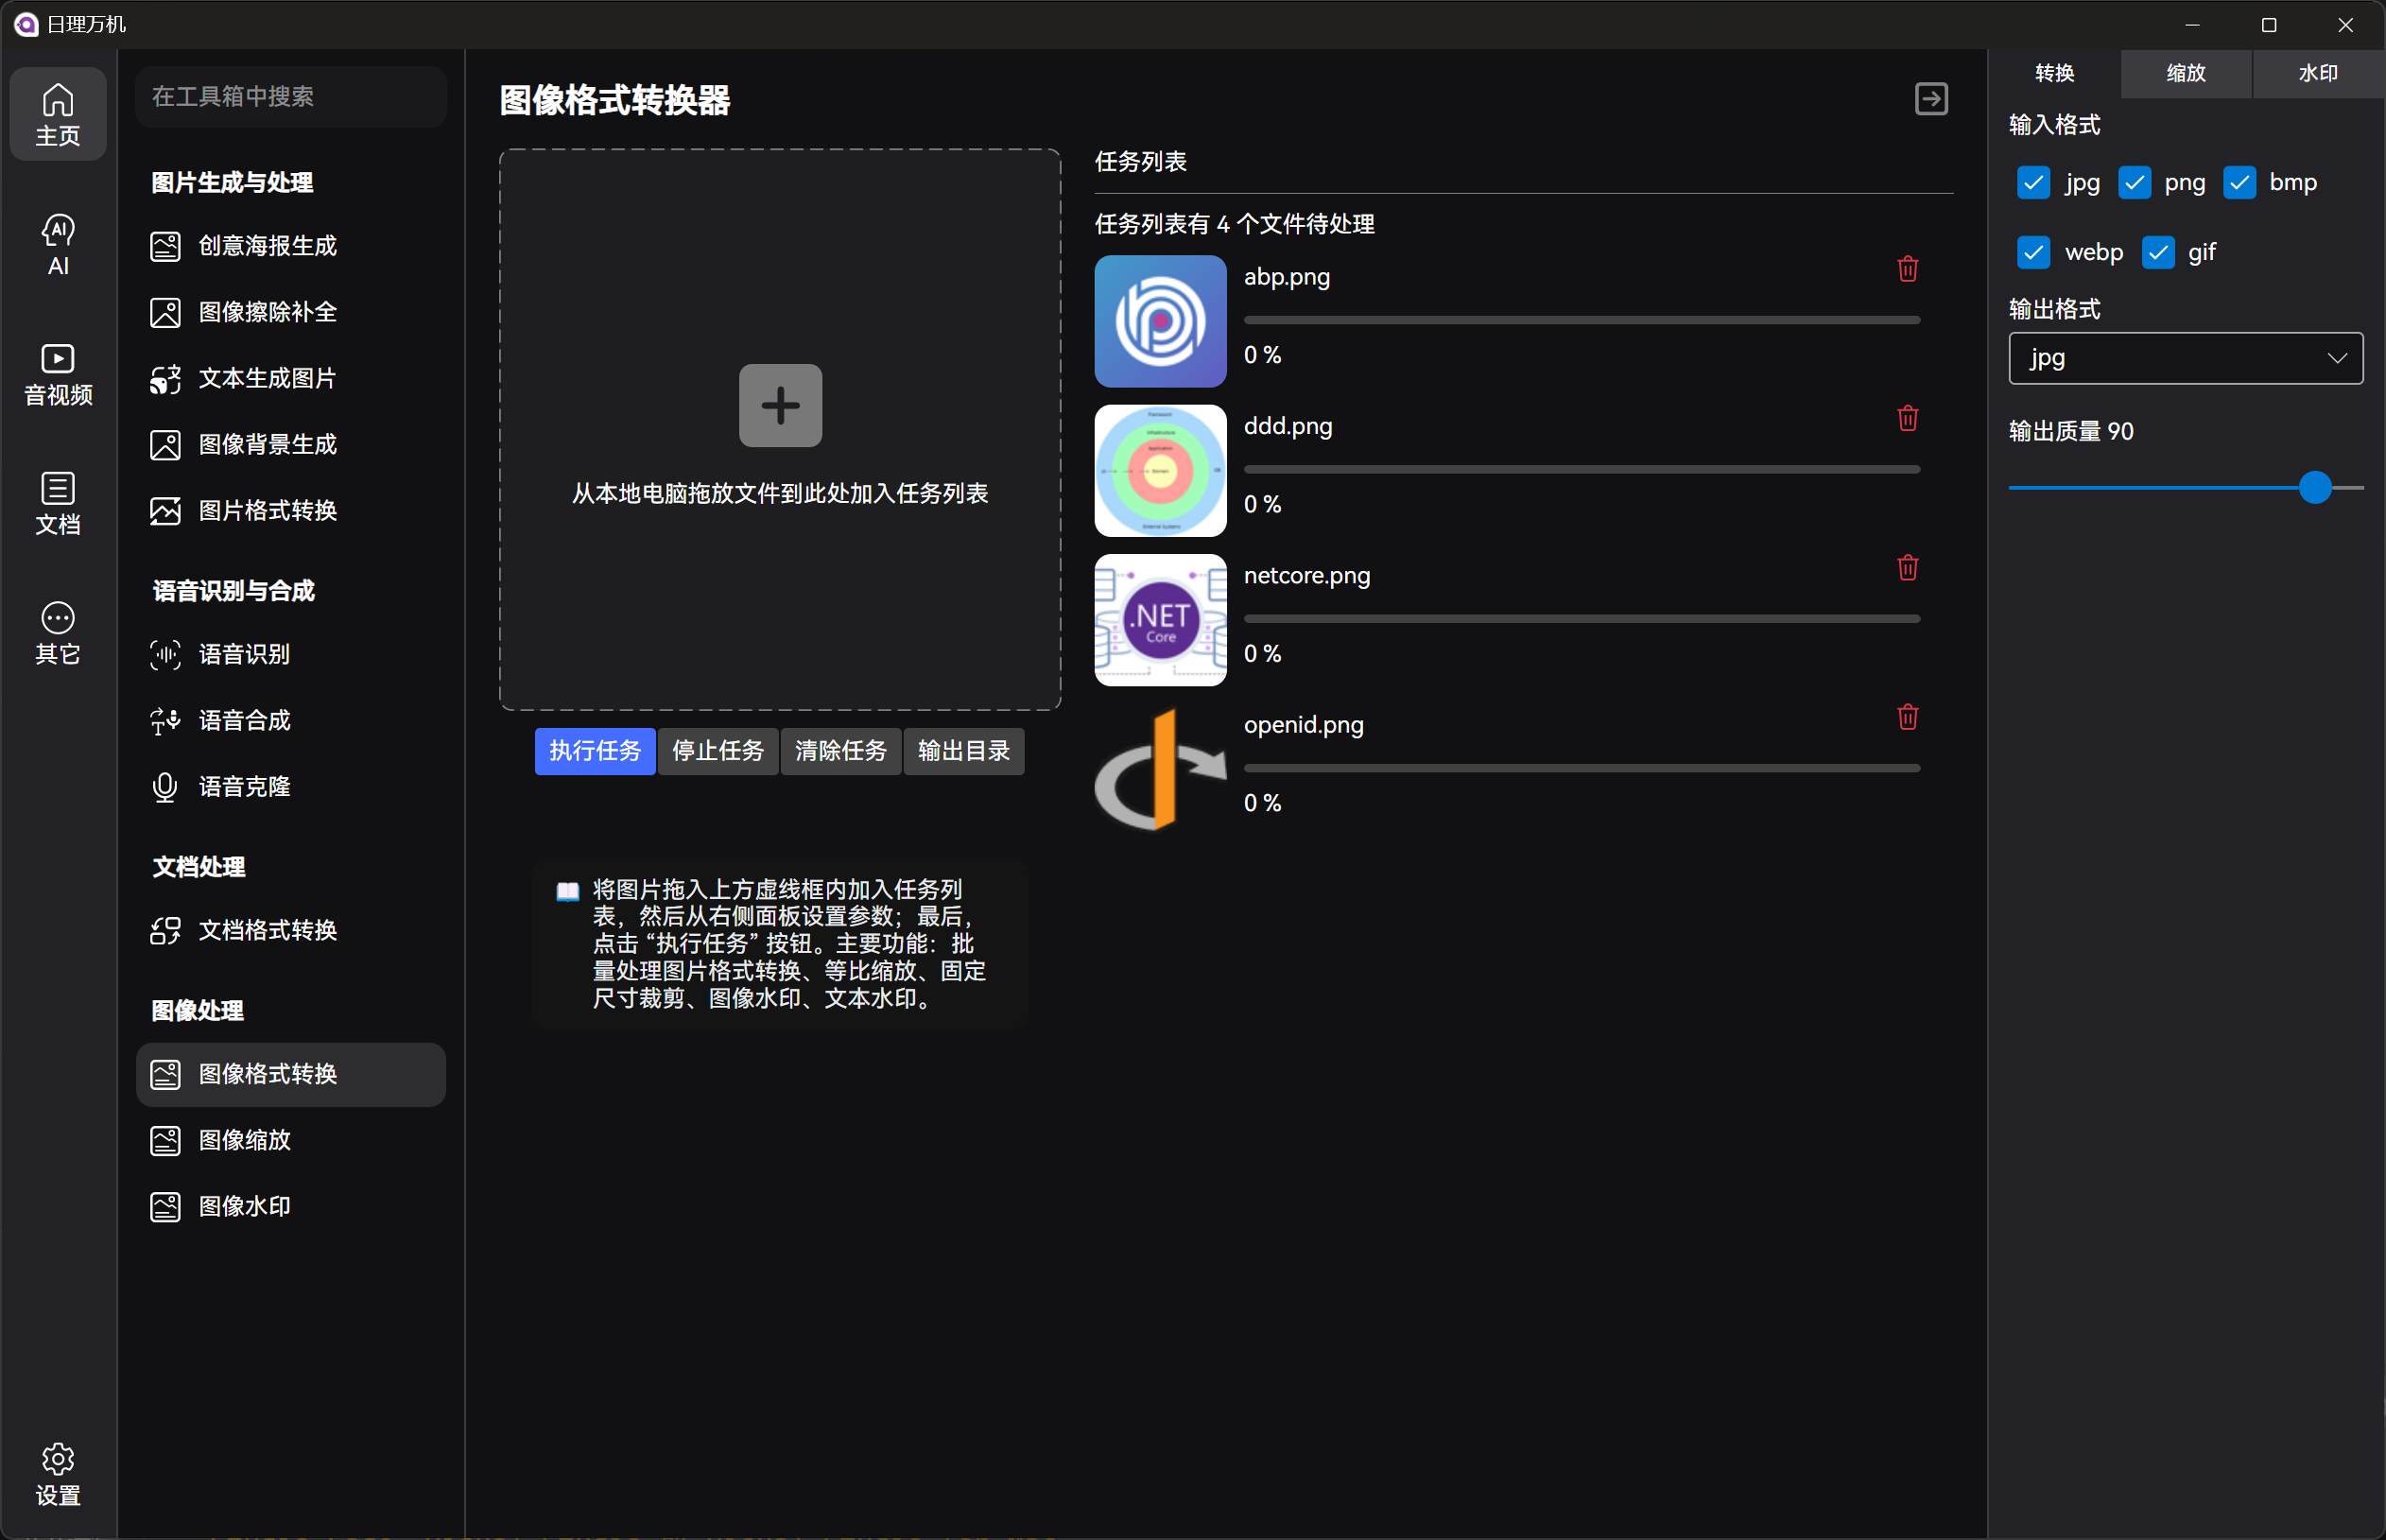 日理万机
主页
AI
音视频
文档
其它
设置
在工具箱中搜索
图片生成与处理
创意海报生成
图像擦除补全
文本生成图片
图像背景生成
图片格式转换
语音识别与合成
语音识别
语音合成
语音克隆
文档处理
文档格式转换
图像处理
图像格式转换
图像缩放
图像水印
图像格式转换器
从本地电脑拖放文件到此处加入任务列表
执行任务 停止任务 清除任务 输出目录
将图片拖入上方虚线框内加入任务列
表，然后从右侧面板设置参数；最后，
点击 “执行任务” 按钮。主要功能：批
量处理图片格式转换、等比缩放、固定
尺寸裁剪、图像水印、文本水印。
任务列表
任务列表有 4 个文件待处理
abp.png
0 %
ddd.png
0 %
.NET
Core
netcore.png
0 %
openid.png
0 %
转换 缩放 水印
输入格式
jpg png bmp
webp gif
输出格式
jpg
输出质量 90